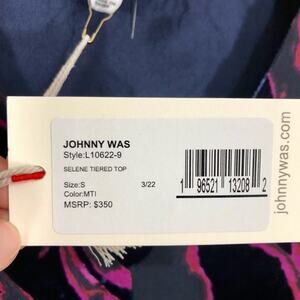 JOHNNY WAS
Style:L10622-9
SELENE TIERED TOP
Size:S 3/22
Color:MTI
MSRP: $350
1 96521 13208 2
johnnywas.com